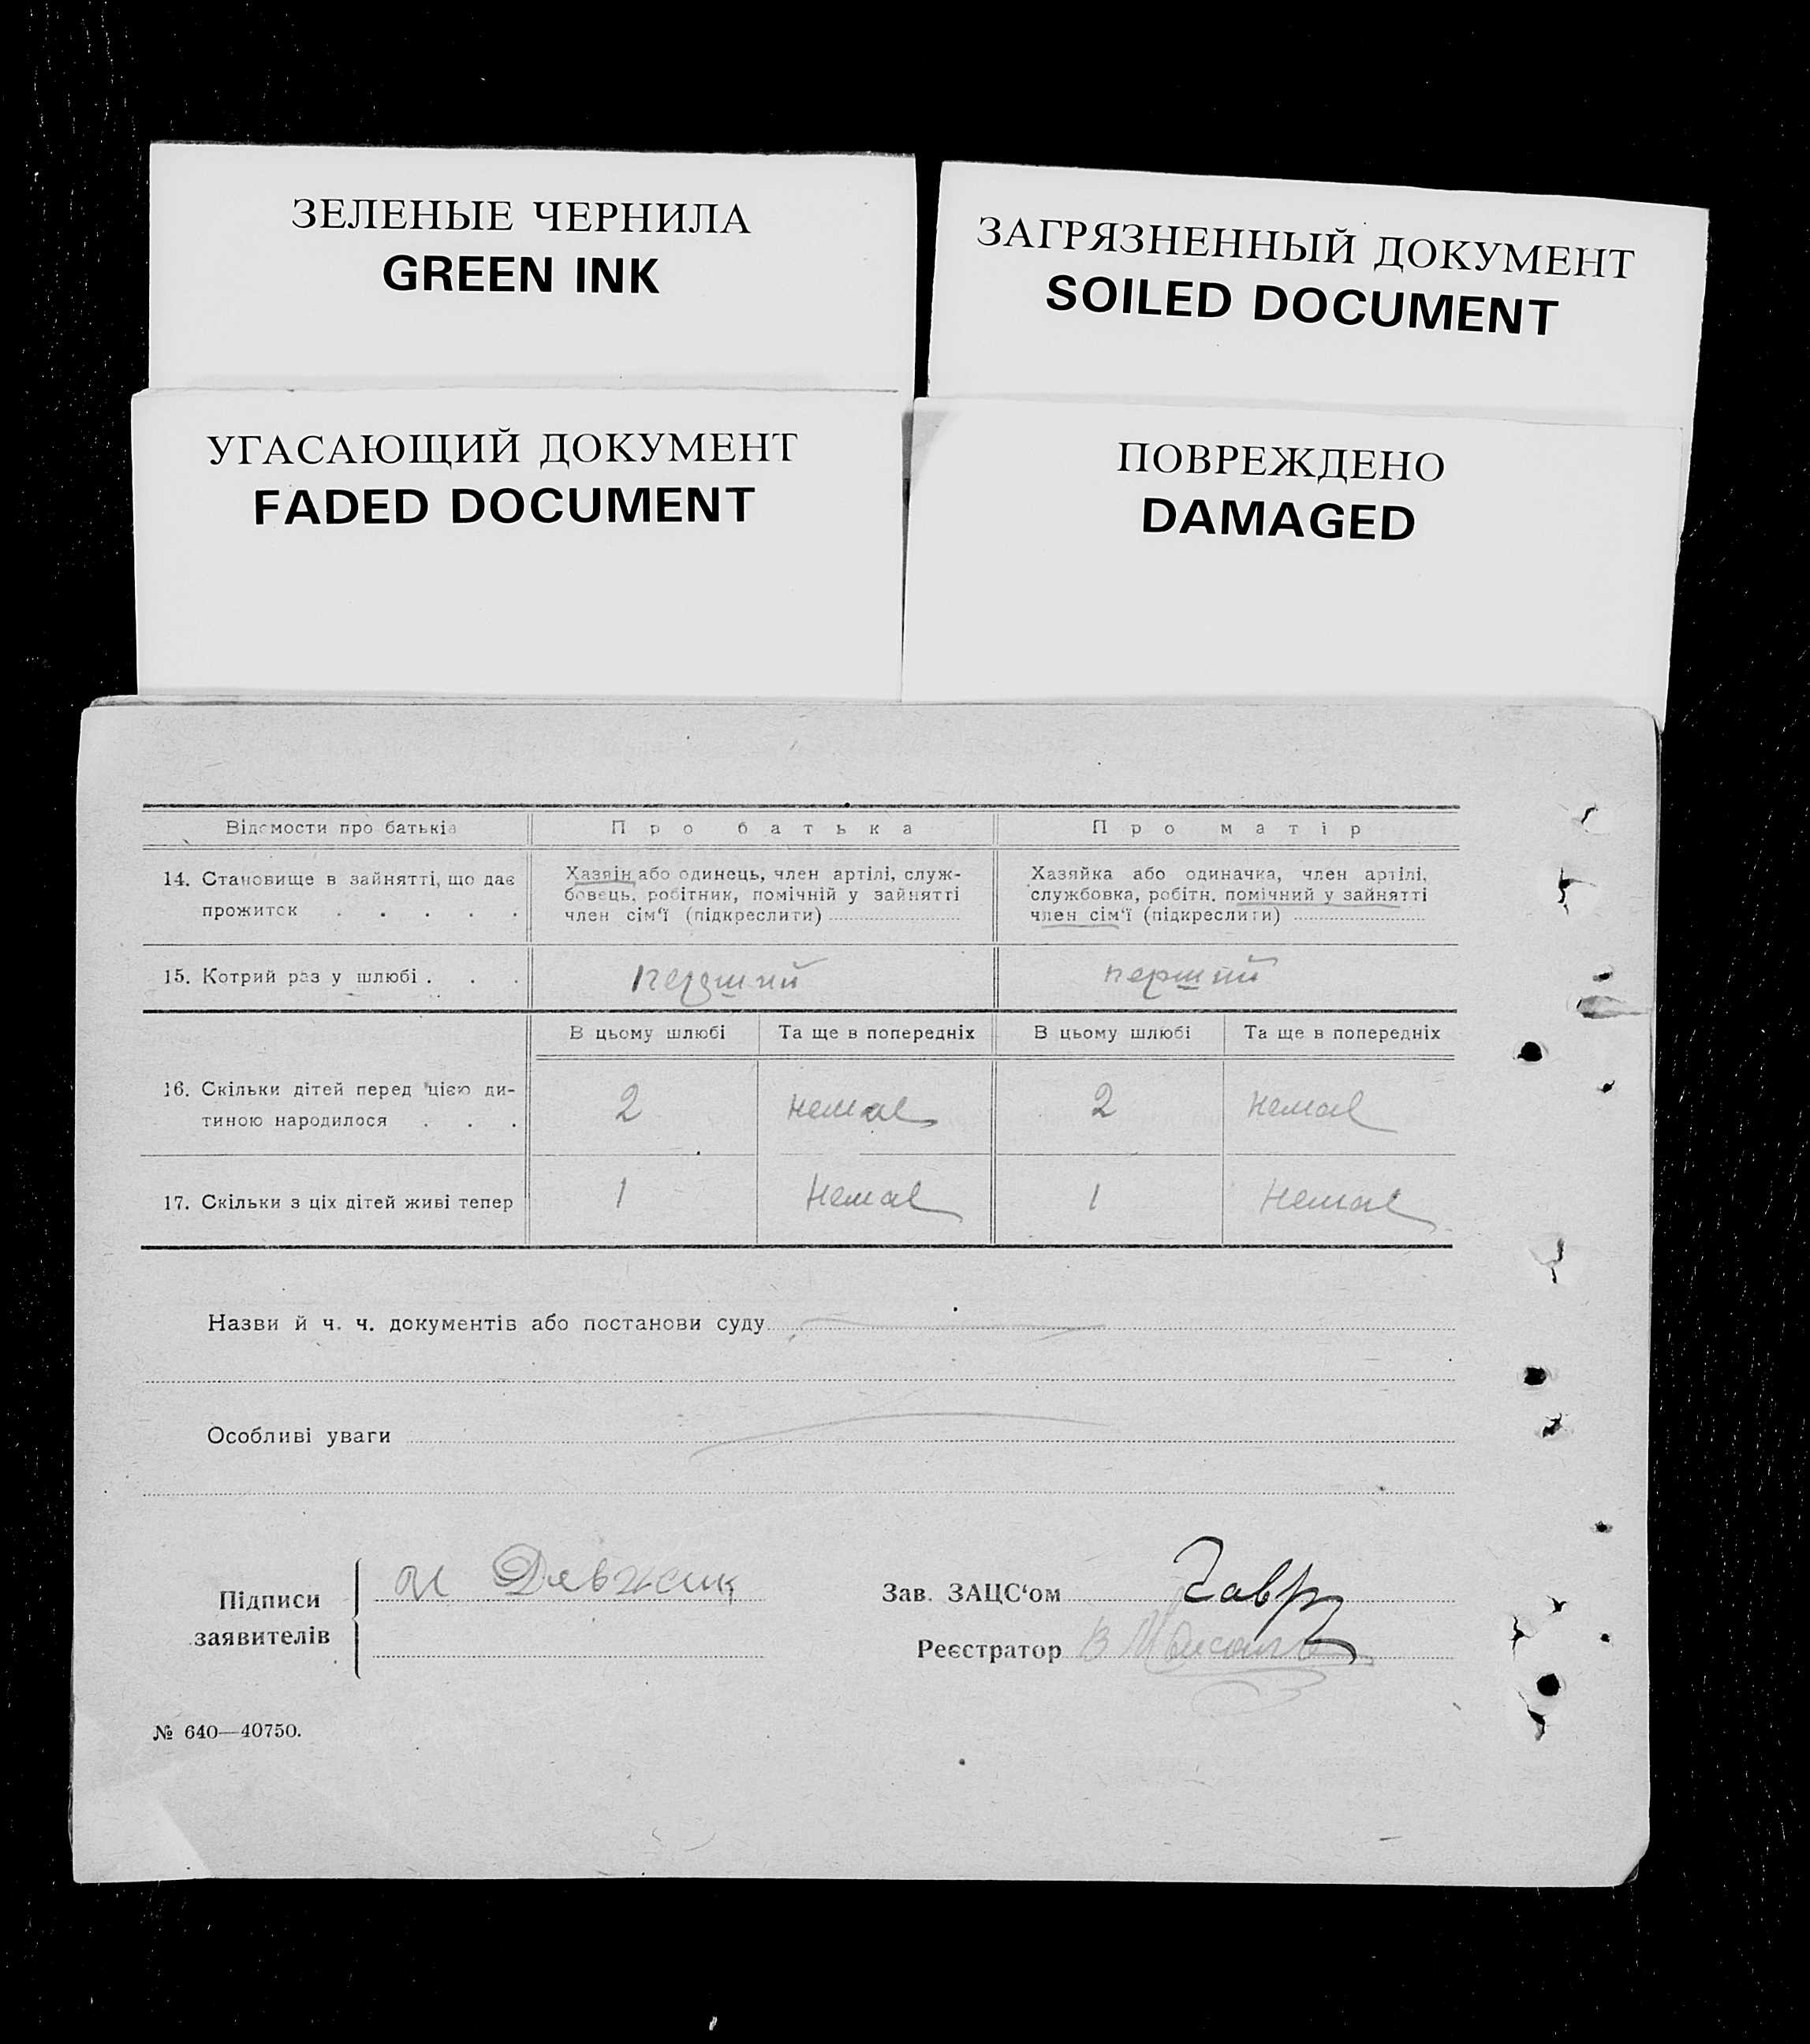 ЗЕЛЕНЫЕ ЧЕРНИЛА
GREEN INK
ЗАГРЯЗНЕННЫЙ ДОКУМЕНТ
SOILED DOCUMENT
УГАСАЮЩИЙ ДОКУМЕНТ
FADED DOCUMENT
ПОВРЕЖДЕНО
DAMAGED
Відомости про батьків
Про батька
Про матір
14. Становище в зайнятті, що дає
прожиток . . . . .
Хазяїн або одинець, член артілі, служ-
бовець, робітник, помічній у зайнятті
член сім‘ї (підкреслити)
Хазяйка або одиначка, член артілі,
службовка, робітн. помічний у зайнятті
член сім‘ї (підкреслити)
15. Котрий раз у шлюбі . . .
перший
перший
В цьому шлюбі
Та ще в попередніх
В цьому шлюбі
Та ще в попередніх
16. Скільки дітей перед цією ди-
тиною народилося . . .
2
немає
2
немає
17. Скільки з ціх дітей живі тепер
1
Немає
1
Немає
Назви й ч. ч. документів або постанови суду
Особливі уваги
Підписи
заявителів
Зав. ЗАЦС‘ом
Реєстратор
№ 640—40750.